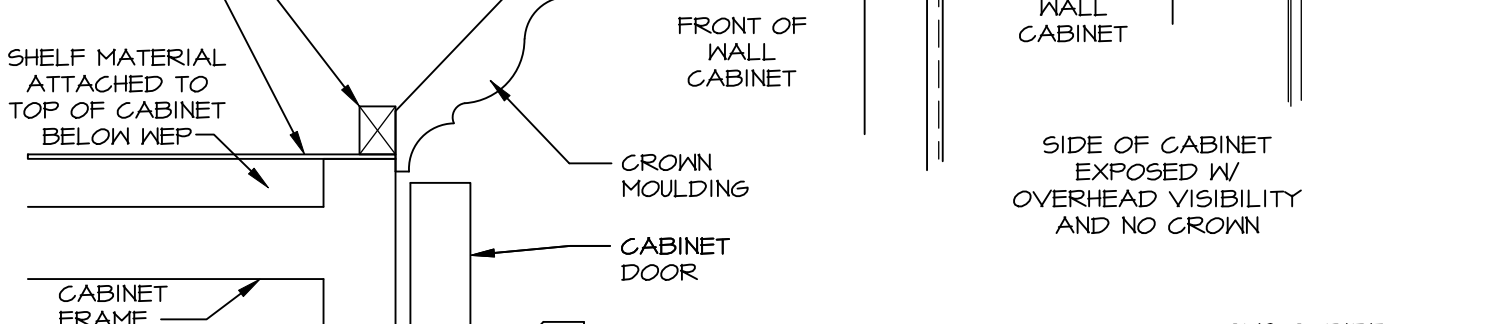 SHELF MATERIAL
ATTACHED TO
TOP OF CABINET
BELOW WEP
CABINET
FRAME
CROWN
MOULDING
CABINET
DOOR
FRONT OF
WALL
CABINET
WALL
CABINET
SIDE OF CABINET
EXPOSED W/
OVERHEAD VISIBILITY
AND NO CROWN